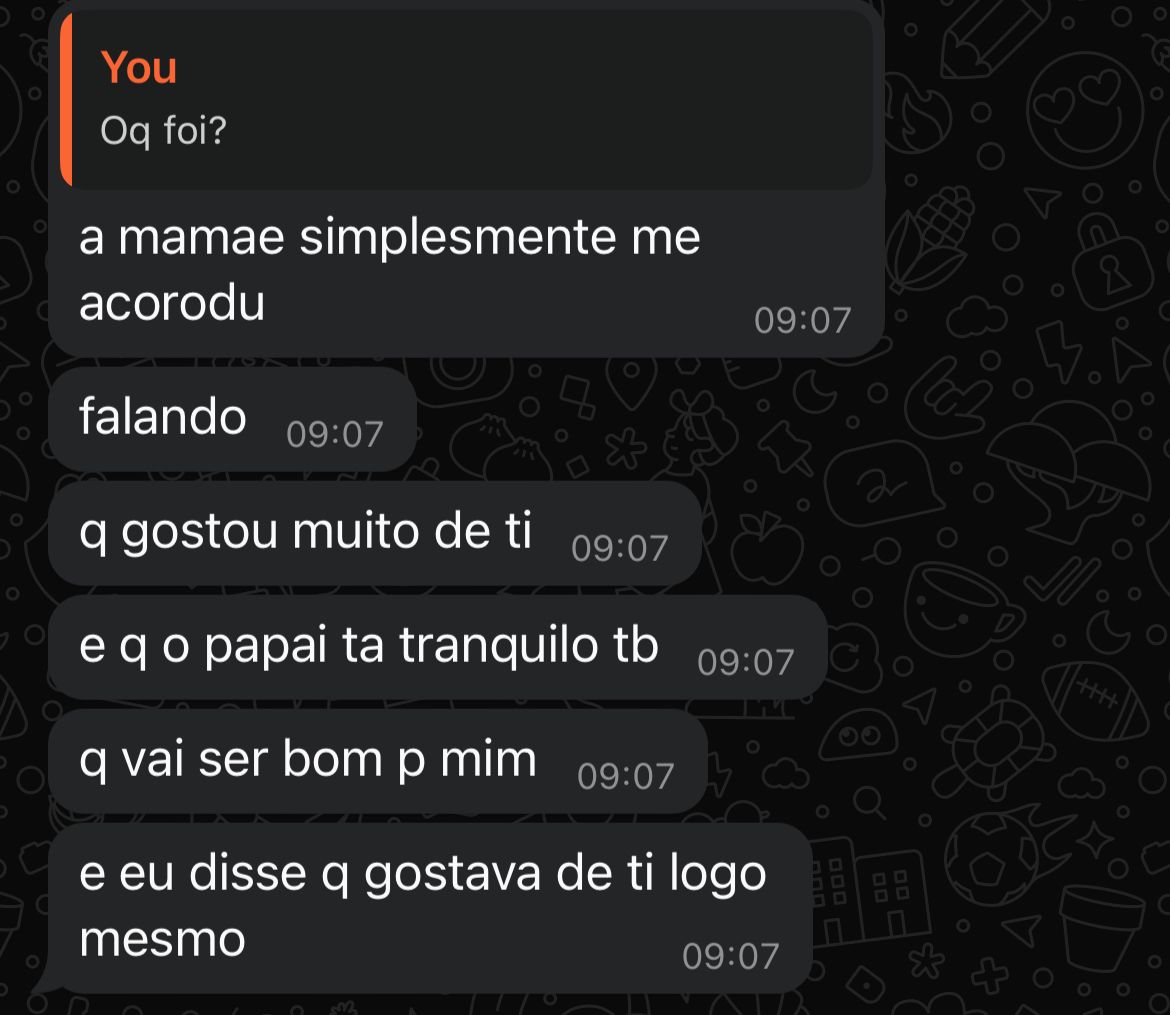 You
Oq foi?
a mamae simplesmente me
acorodu
09:07
falando 09:07
q gostou muito de ti 09:07
e q o papai ta tranquilo tb 09:07
q vai ser bom p mim 09:07
e eu disse q gostava de ti logo
mesmo
09:07